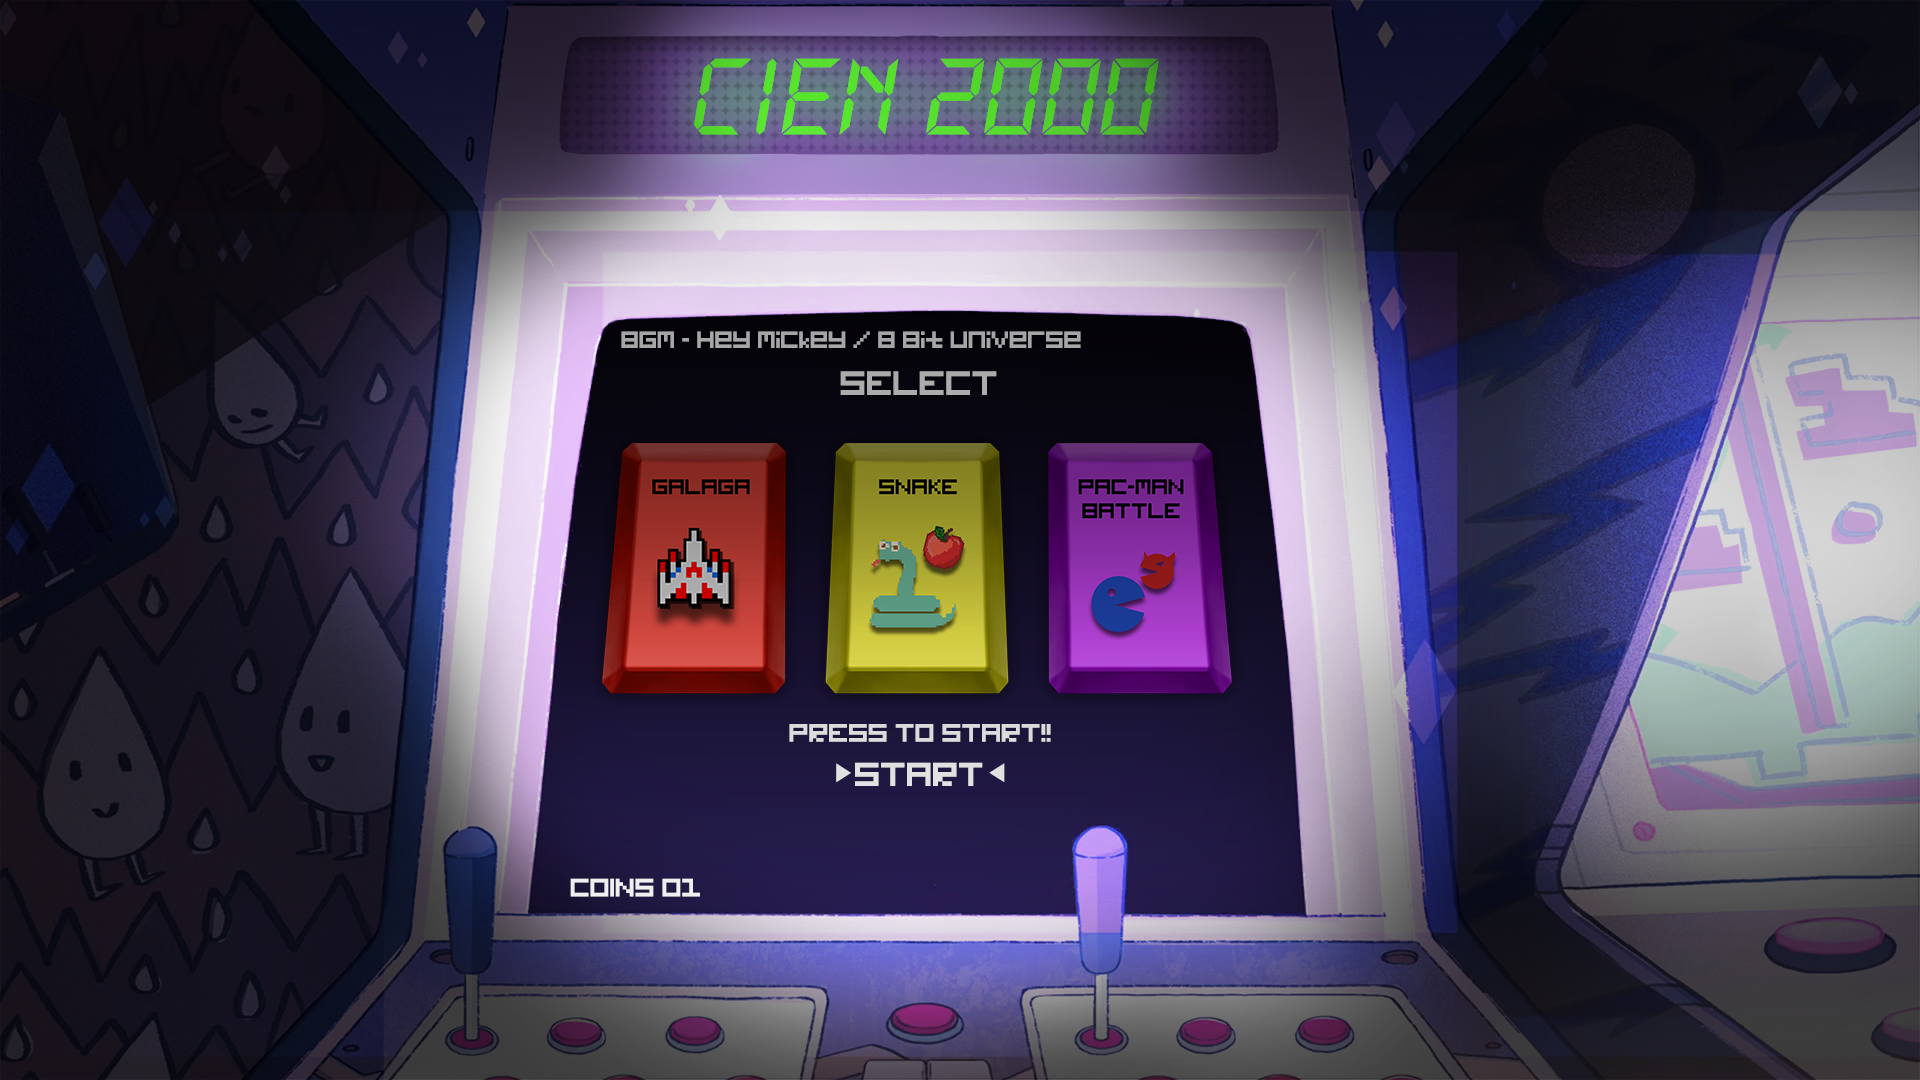 CIEN 2000
BGM - Hey Mickey / 8 Bit Universe
SELECT
GALAGA
SNAKE
PAC-MAN
BATTLE
PRESS TO START!!
▶START◀
COINS 01